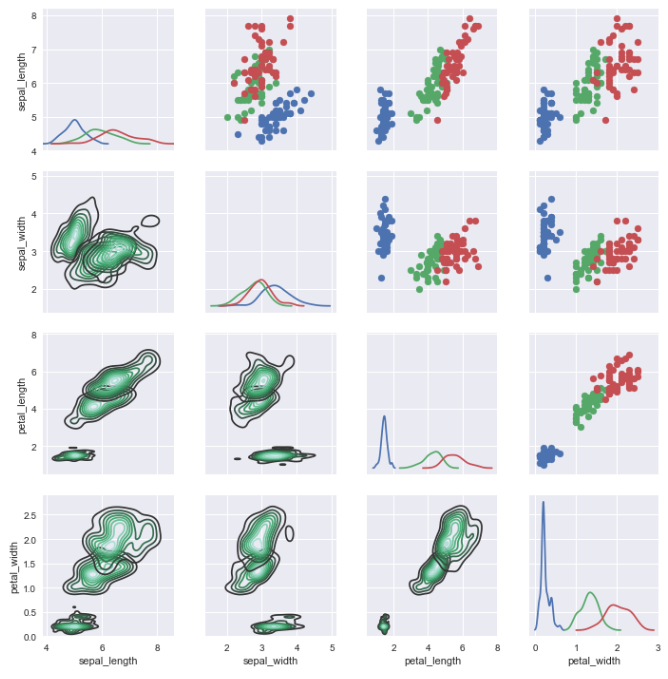 8
7
6
5
4
sepal_length
5
4
3
2
sepal_width
8
6
4
2
petal_length
2.5
2.0
1.5
1.0
0.5
0.0
petal_width
4 6 8
2 3 4 5
0 2 4 6 8
0 1 2 3
sepal_length sepal_width petal_length petal_width